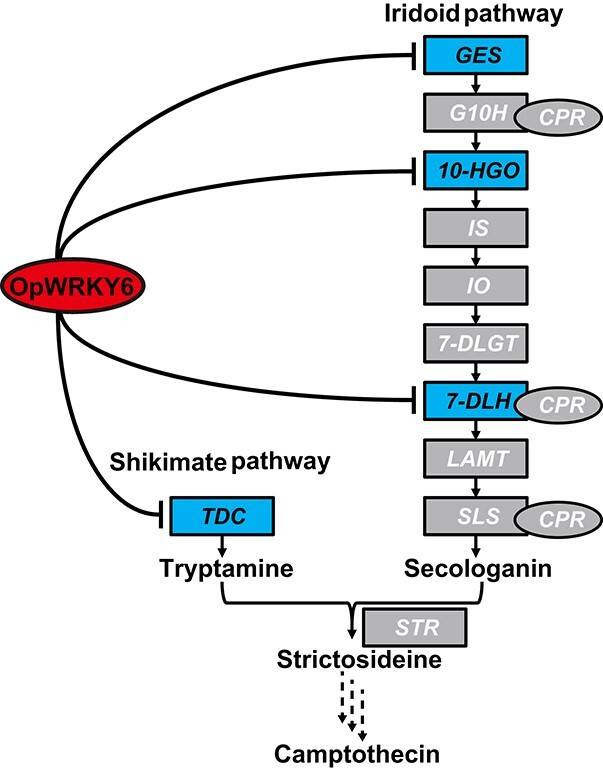 Iridoid pathway
GES
G10H
CPR
10-HGO
IS
OpWRKY6
IO
7-DLGT
7-DLH
CPR
Shikimate pathway
LAMT
TDC
SLS
CPR
Tryptamine
Secologanin
STR
Strictosideine
Camptothecin